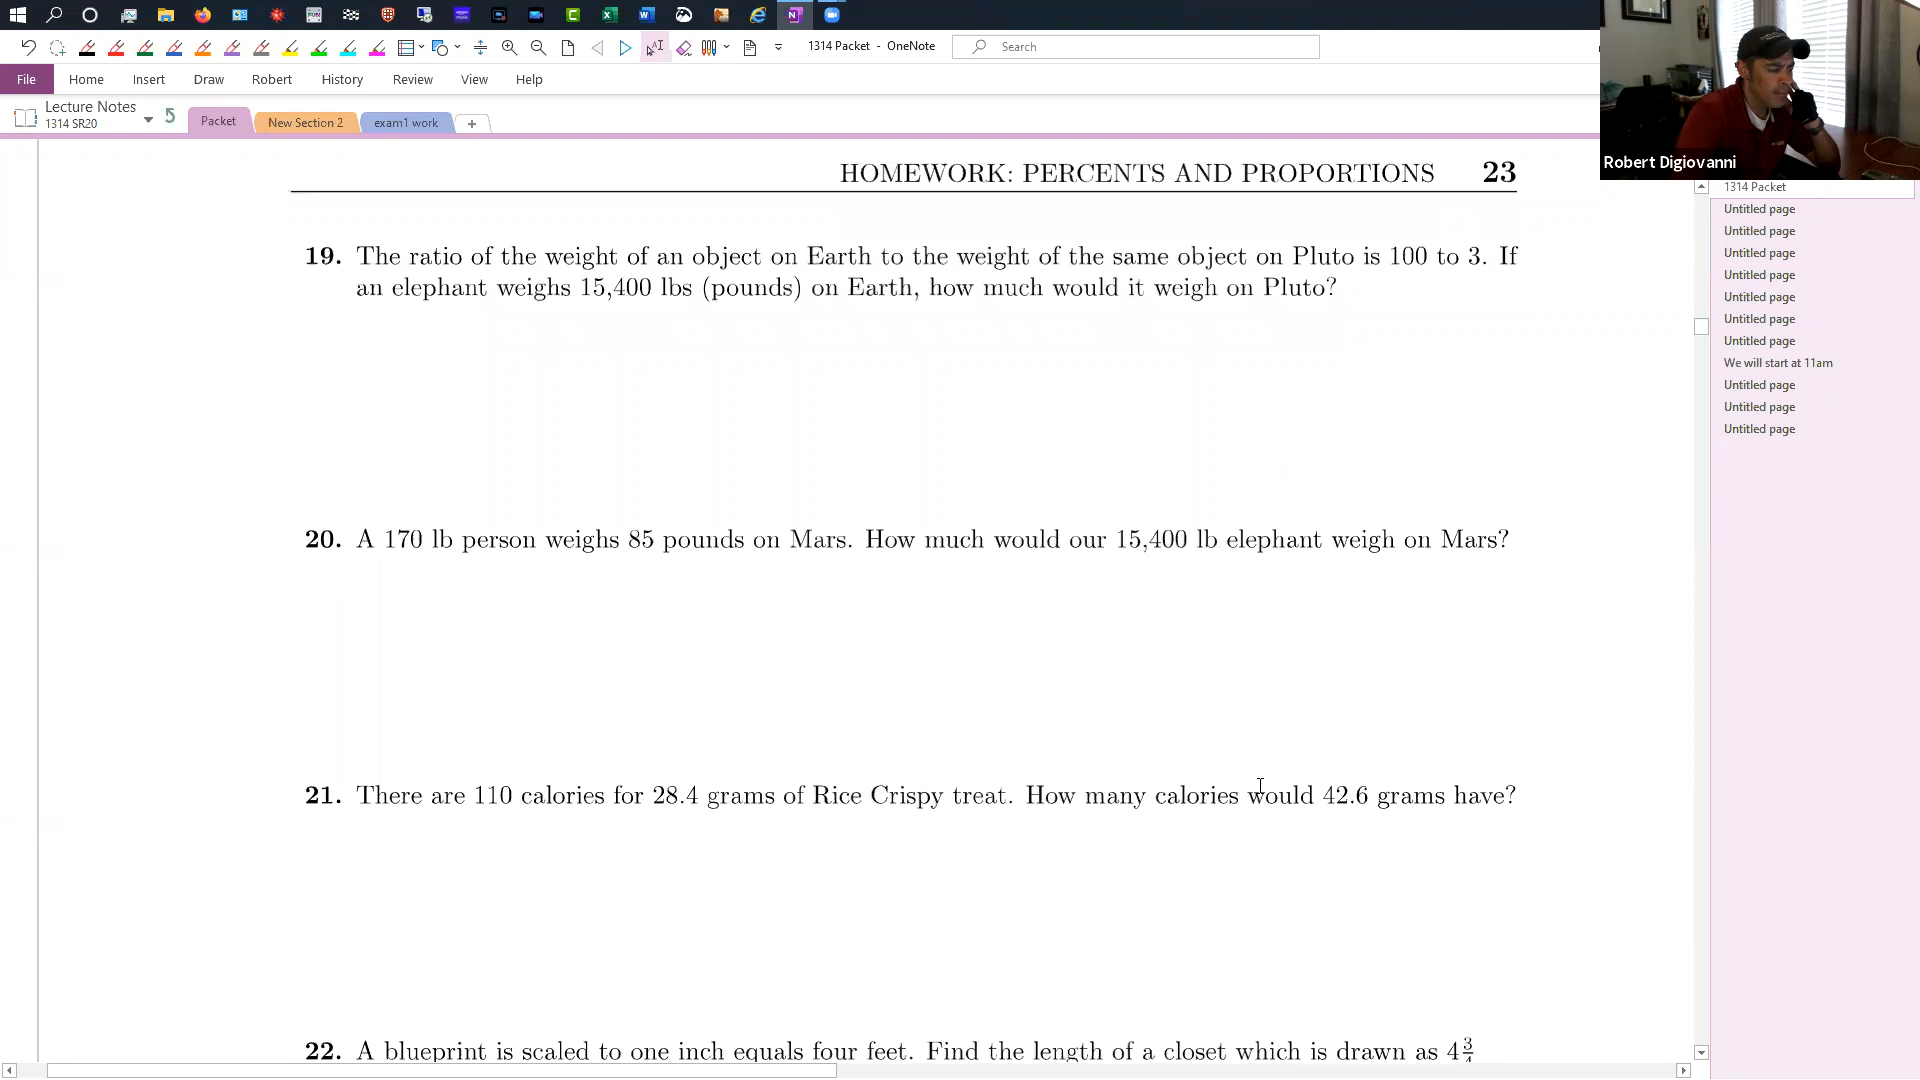 1314 Packet - OneNote
Search
File
Home
Insert
Draw
Robert
History
Review
View
Help
Lecture Notes
1314 SR20
Packet
New Section 2
exam1 work
+
Robert Digiovanni
HOMEWORK: PERCENTS AND PROPORTIONS 23
19. The ratio of the weight of an object on Earth to the weight of the same object on Pluto is 100 to 3. If
an elephant weighs 15,400 lbs (pounds) on Earth, how much would it weigh on Pluto?
20. A 170 lb person weighs 85 pounds on Mars. How much would our 15,400 lb elephant weigh on Mars?
21. There are 110 calories for 28.4 grams of Rice Crispy treat. How many calories would 42.6 grams have?
22. A blueprint is scaled to one inch equals four feet. Find the length of a closet which is drawn as 4 3/4
1314 Packet
Untitled page
Untitled page
Untitled page
Untitled page
Untitled page
Untitled page
Untitled page
We will start at 11am
Untitled page
Untitled page
Untitled page